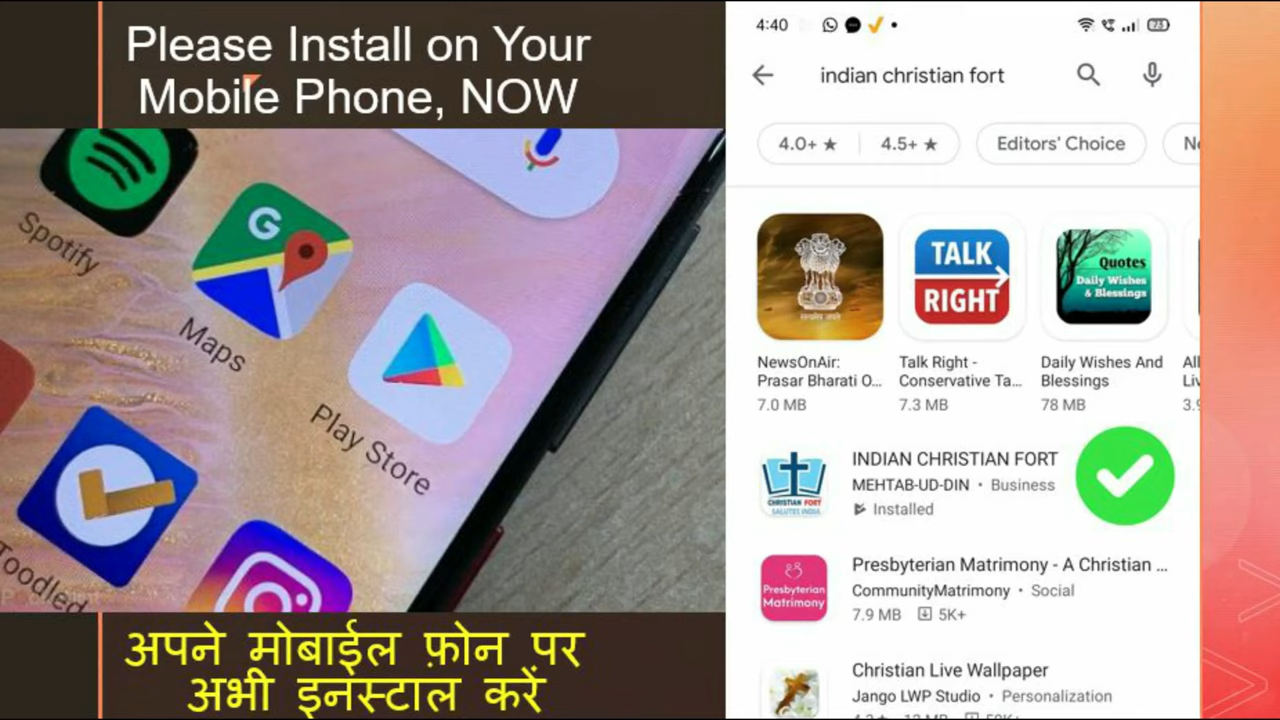 Please Install on Your
Mobile Phone, NOW
Spotify
G
Maps
Play Store
अपने मोबाईल फ़ोन पर
अभी इनस्टाल करें
4:40
73
indian christian fort
4.0+ ★
4.5+ ★
Editors' Choice
Quotes
Daily Wishes
& Blessings
TALK
RIGHT
NewsOnAir:
Prasar Bharati O...
7.0 MB
Talk Right -
Conservative Ta...
7.3 MB
Daily Wishes And
Blessings
78 MB
CHRISTIAN FORT
SALUTES INDIA
INDIAN CHRISTIAN FORT
MEHTAB-UD-DIN • Business
Installed
Presbyterian
Matrimony
Presbyterian Matrimony - A Christian ...
CommunityMatrimony • Social
7.9 MB 5K+
Christian Live Wallpaper
Jango LWP Studio • Personalization